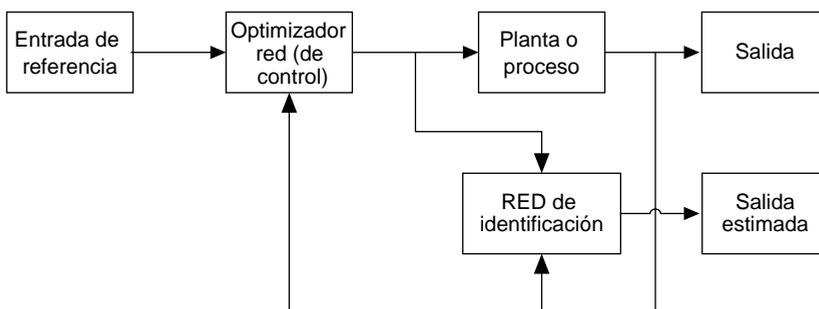 Entrada de
referencia
Optimizador
red (de
control)
Planta o
proceso
Salida
RED de
identificación
Salida
estimada